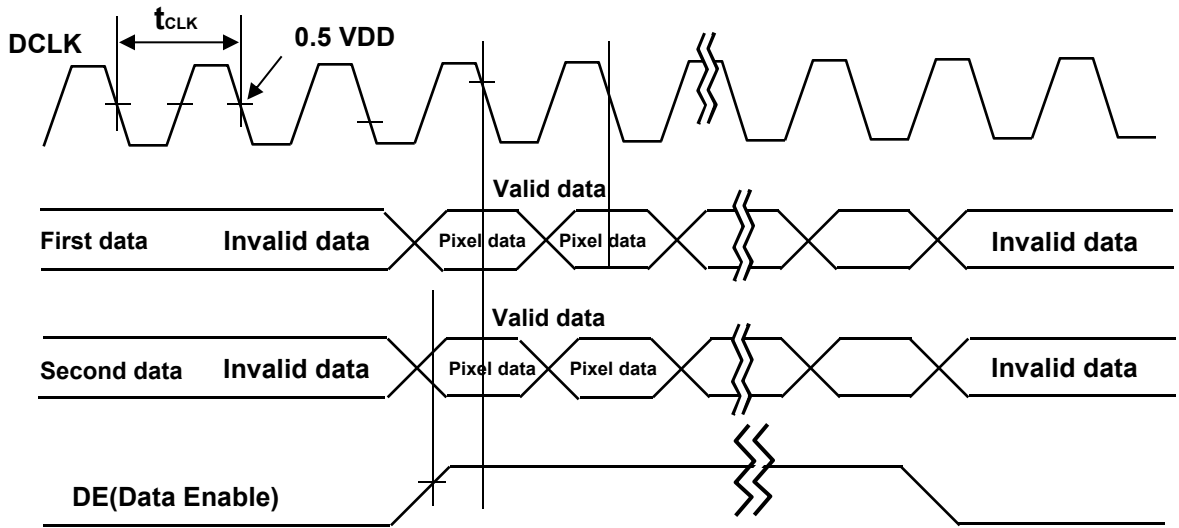 tCLK
DCLK
0.5 VDD
Valid data
First data
Invalid data
Pixel data
Pixel data
Invalid data
Valid data
Second data
Invalid data
Pixel data
Pixel data
Invalid data
DE(Data Enable)